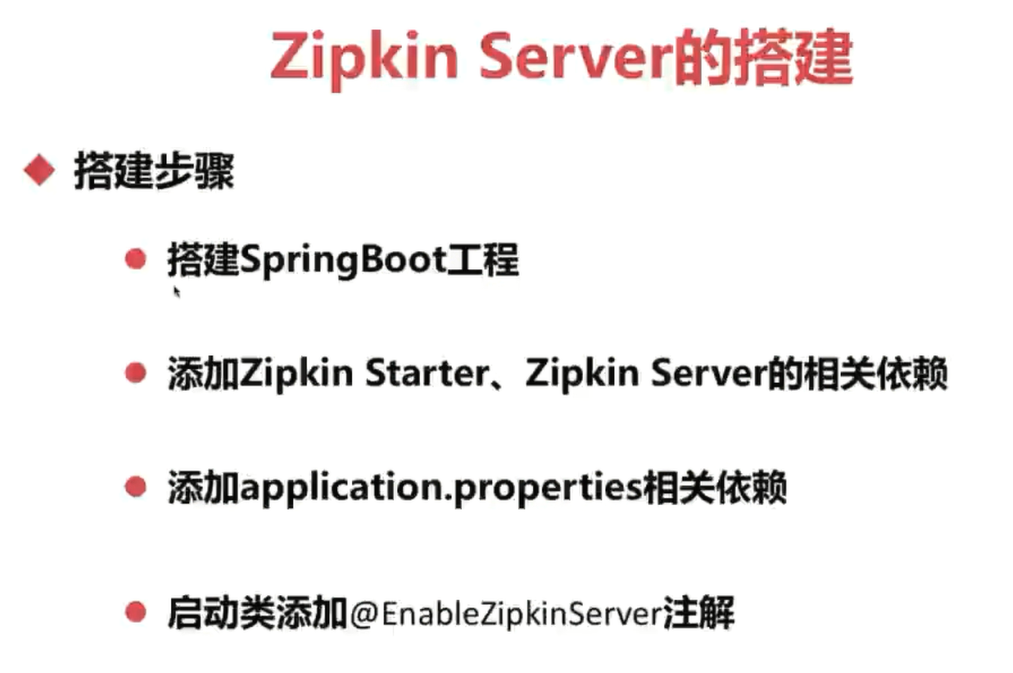 Zipkin Server的搭建
搭建步骤
搭建SpringBoot工程
添加Zipkin Starter、Zipkin Server的相关依赖
添加application.properties相关依赖
启动类添加@EnableZipkinServer注解